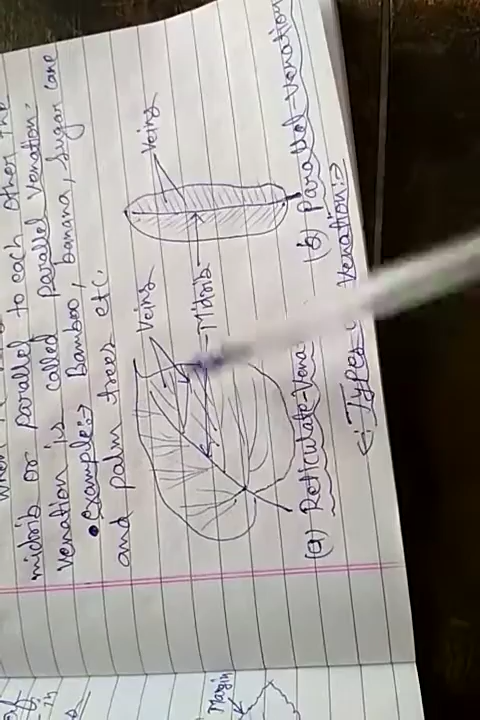 midrib or parallel to each other the
venation is called parallel venation.
• example:→ Bamboo, banana, sugar cane
and palm trees etc.
Veins
Veins
Midrib
(a) Reticulate-Vena
(b) Parallel-Venation
<: Types Venation:>
Margin